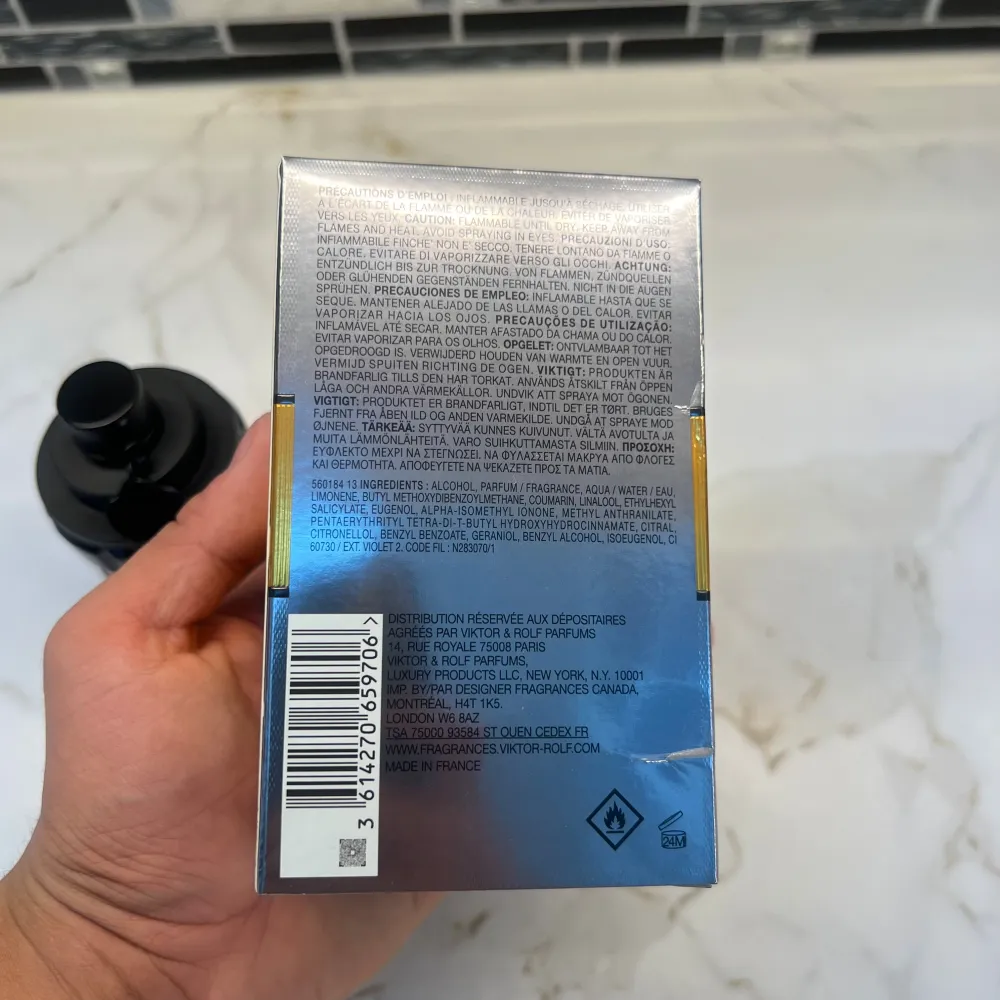 PRÉCAUTIONS D'EMPLOI : INFLAMMABLE JUSQU'À SÉCHAGE. UTILISER
À L'ÉCART DE LA FLAMME OU DE LA CHALEUR. ÉVITER DE VAPORISER
VERS LES YEUX. CAUTION: FLAMMABLE UNTIL DRY. KEEP AWAY FROM
FLAMES AND HEAT. AVOID SPRAYING IN EYES. PRECAUZIONI D'USO:
INFIAMMABILE FINCHE' NON E' SECCO. TENERE LONTANO DA FIAMME O
CALORE. EVITARE DI VAPORIZZARE VERSO GLI OCCHI. ACHTUNG:
ENTZÜNDLICH BIS ZUR TROCKNUNG. VON FLAMMEN, ZÜNDQUELLEN
ODER GLÜHENDEN GEGENSTÄNDEN FERNHALTEN. NICHT IN DIE AUGEN
SPRÜHEN. PRECAUCIONES DE EMPLEO: INFLAMABLE HASTA QUE SE
SEQUE. MANTENER ALEJADO DE LAS LLAMAS O DEL CALOR. EVITAR
VAPORIZAR HACIA LOS OJOS. PRECAUÇÕES DE UTILIZAÇÃO:
INFLAMÁVEL ATÉ SECAR. MANTER AFASTADO DA CHAMA OU DO CALOR.
EVITAR VAPORIZAR PARA OS OLHOS. OPGELET: ONTVLAMBAAR TOT HET
OPGEDROOGD IS. VERWIJDERD HOUDEN VAN WARMTE EN OPEN VUUR.
VERMIJD SPUITEN RICHTING DE OGEN. VIKTIGT: PRODUKTEN ÄR
BRANDFARLIG TILLS DEN HAR TORKAT. ANVÄNDS ÅTSKILT FRÅN ÖPPEN
LÅGA OCH ANDRA VÄRMEKÄLLOR. UNDVIK ATT SPRAYA MOT ÖGONEN.
VIGTIGT: PRODUKTET ER BRANDFARLIGT, INDTIL DET ER TØRT. BRUGES
FJERNT FRA ÅBEN ILD OG ANDEN VARMEKILDE. UNDGÅ AT SPRAYE MOD
ØJNENE. TÄRKEÄÄ: SYTTYVÄÄ KUNNES KUIVUNUT. VÄLTÄ AVOTULTA JA
MUITA LÄMMÖNLÄHTEITÄ. VARO SUIHKUTTAMASTA SILMIIN. ΠΡΟΣΟΧΗ:
ΕΥΦΛΕΚΤΟ ΜΕΧΡΙ ΝΑ ΣΤΕΓΝΩΣΕΙ. ΝΑ ΦΥΛΑΣΣΕΤΑΙ ΜΑΚΡΥΑ ΑΠΟ ΦΛΟΓΕΣ
ΚΑΙ ΘΕΡΜΟΤΗΤΑ. ΑΠΟΦΕΥΓΕΤΕ ΝΑ ΨΕΚΑΖΕΤΕ ΠΡΟΣ ΤΑ ΜΑΤΙΑ.
560184 13 INGREDIENTS : ALCOHOL, PARFUM / FRAGRANCE, AQUA / WATER / EAU,
LIMONENE, BUTYL METHOXYDIBENZOYLMETHANE, COUMARIN, LINALOOL, ETHYLHEXYL
SALICYLATE, EUGENOL, ALPHA-ISOMETHYL IONONE, METHYL ANTHRANILATE,
PENTAERYTHRITYL TETRA-DI-T-BUTYL HYDROXYHYDROCINNAMATE, CITRAL,
CITRONELLOL, BENZYL BENZOATE, GERANIOL, BENZYL ALCOHOL, ISOEUGENOL, CI
60730 / EXT. VIOLET 2. CODE FIL : N283070/1
DISTRIBUTION RÉSERVÉE AUX DÉPOSITAIRES
AGRÉÉS PAR VIKTOR & ROLF PARFUMS
14, RUE ROYALE 75008 PARIS
VIKTOR & ROLF PARFUMS,
LUXURY PRODUCTS LLC, NEW YORK, N.Y. 10001
IMP. BY/PAR DESIGNER FRAGRANCES CANADA,
MONTRÉAL, H4T 1K5.
LONDON W6 8AZ
TSA 75000 93584 ST OUEN CEDEX FR
WWW.FRAGRANCES.VIKTOR-ROLF.COM
MADE IN FRANCE
3 614270 659706 >
24M